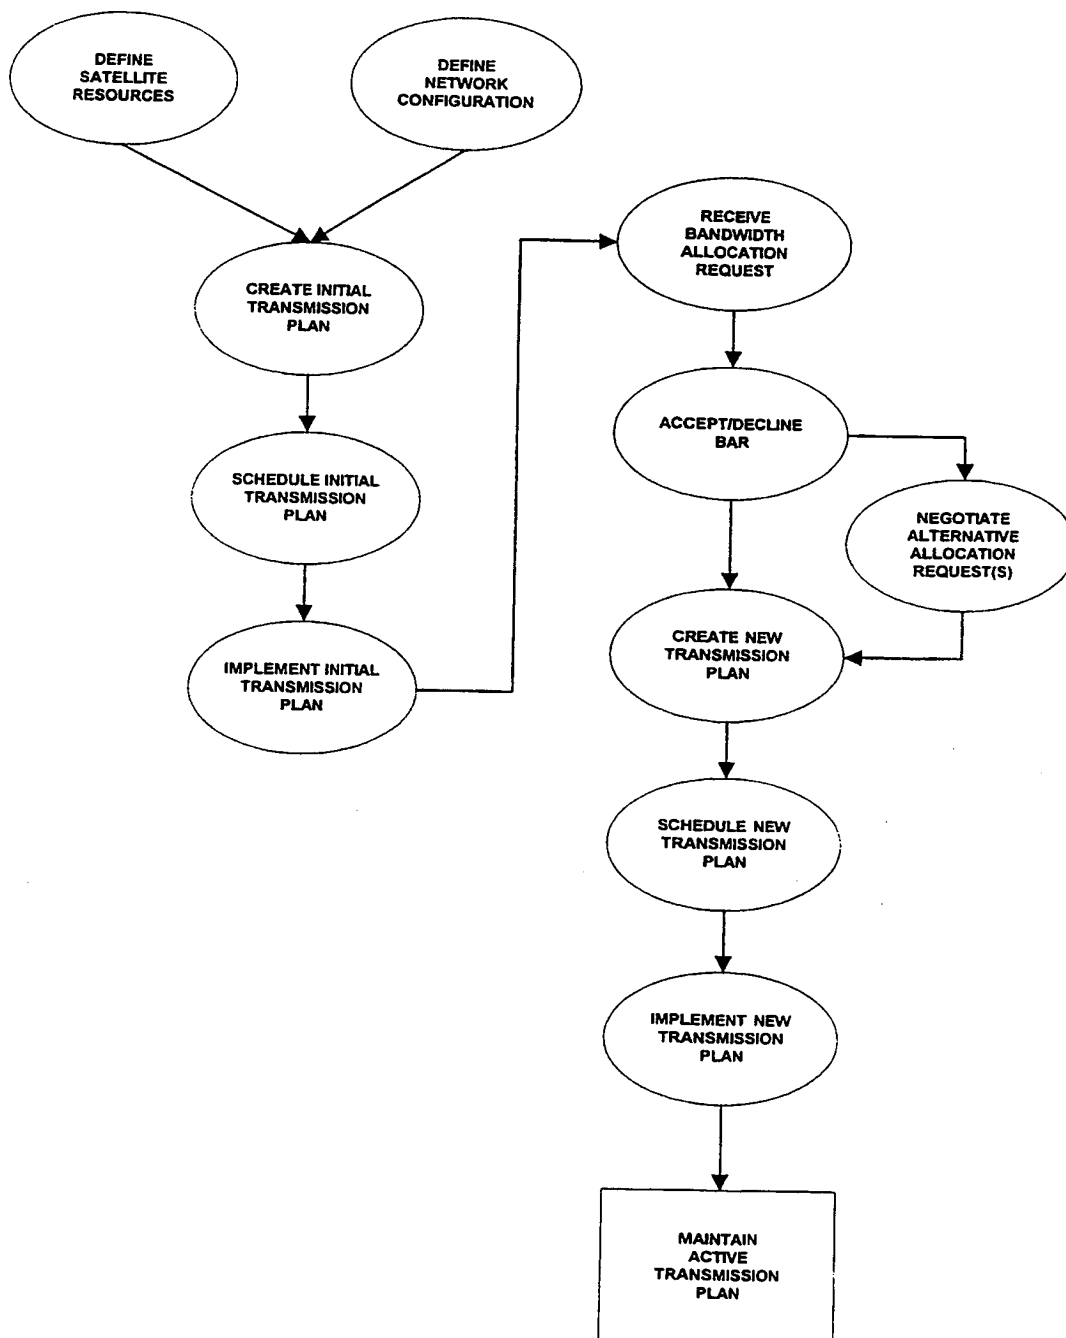 DEFINE
SATELLITE
RESOURCES
DEFINE
NETWORK
CONFIGURATION
CREATE INITIAL
TRANSMISSION
PLAN
SCHEDULE INITIAL
TRANSMISSION
PLAN
IMPLEMENT INITIAL
TRANSMISSION
PLAN
RECEIVE
BANDWIDTH
ALLOCATION
REQUEST
ACCEPT/DECLINE
BAR
NEGOTIATE
ALTERNATIVE
ALLOCATION
REQUEST(S)
CREATE NEW
TRANSMISSION
PLAN
SCHEDULE NEW
TRANSMISSION
PLAN
IMPLEMENT NEW
TRANSMISSION
PLAN
MAINTAIN
ACTIVE
TRANSMISSION
PLAN